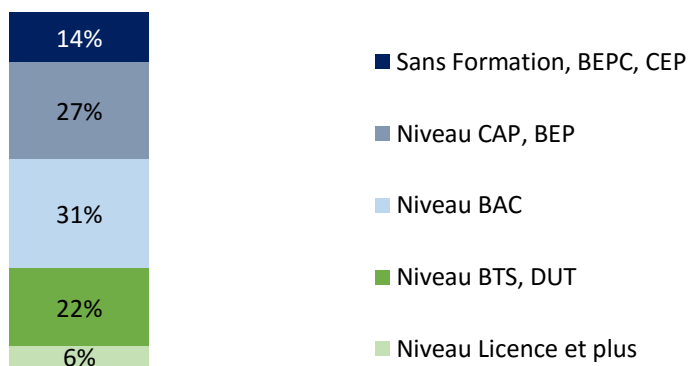 14%
27%
31%
22%
6%
Sans Formation, BEPC, CEP
Niveau CAP, BEP
Niveau BAC
Niveau BTS, DUT
Niveau Licence et plus